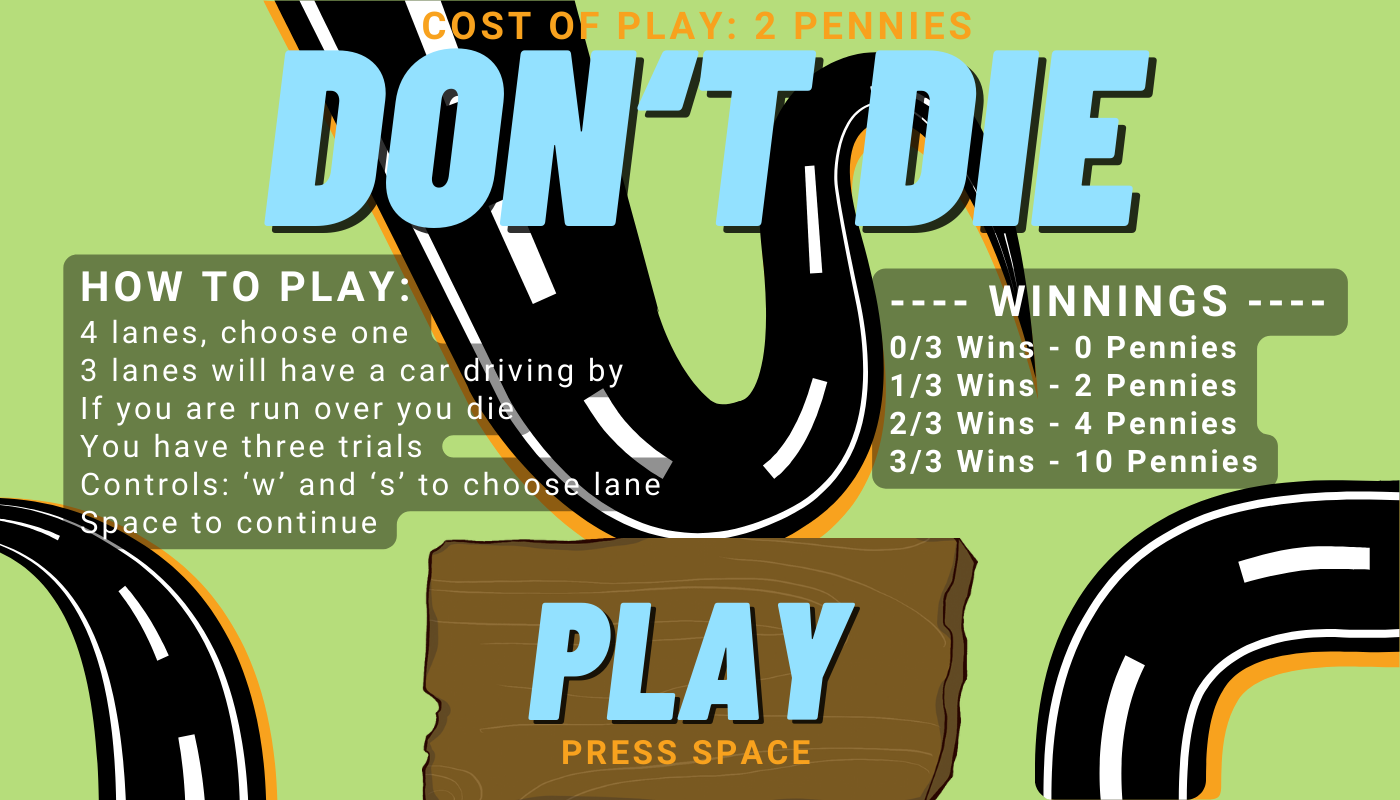 COST OF PLAY: 2 PENNIES
DON'T DIE
HOW TO PLAY:
4 lanes, choose one
3 lanes will have a car driving by
If you are run over you die
You have three trials
Controls: ‘w’ and ‘s’ to choose lane
Space to continue
---- WINNINGS ----
0/3 Wins - 0 Pennies
1/3 Wins - 2 Pennies
2/3 Wins - 4 Pennies
3/3 Wins - 10 Pennies
PLAY
PRESS SPACE